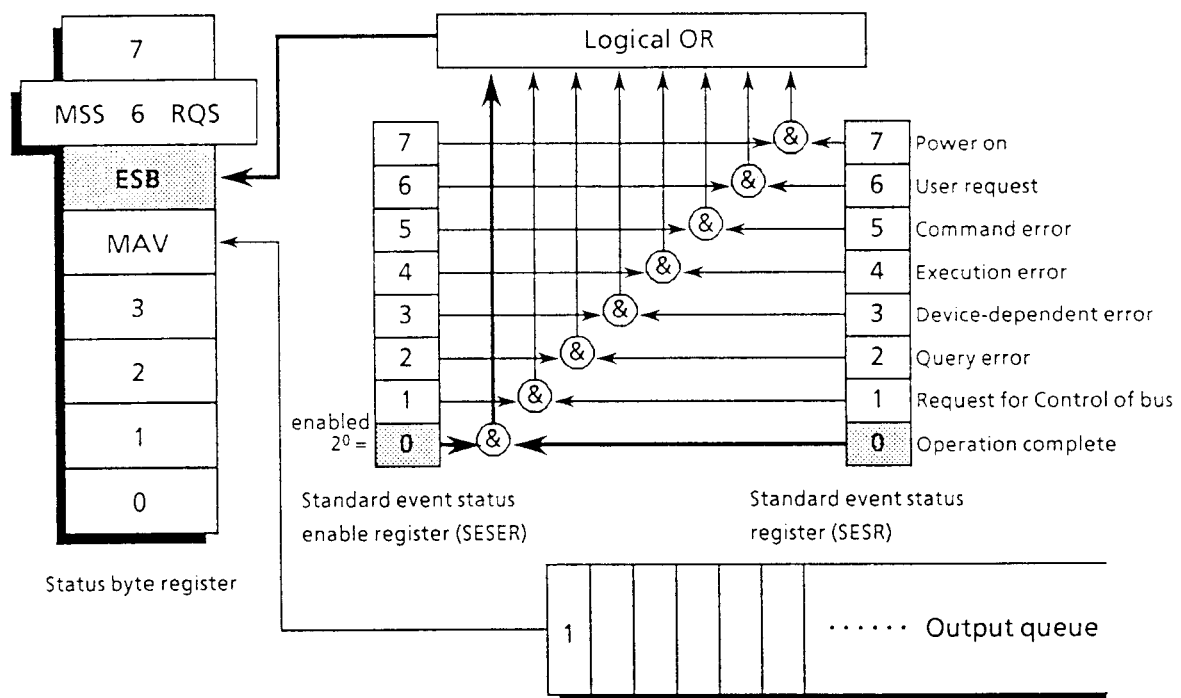 Logical OR
7
MSS 6 RQS
ESB
MAV
3
2
1
0
Status byte register
7
6
5
4
3
2
1
enabled
2⁰ = 0
Standard event status
enable register (SESER)
&
&
&
&
&
&
&
&
7 Power on
6 User request
5 Command error
4 Execution error
3 Device-dependent error
2 Query error
1 Request for Control of bus
0 Operation complete
Standard event status
register (SESR)
1 ...... Output queue